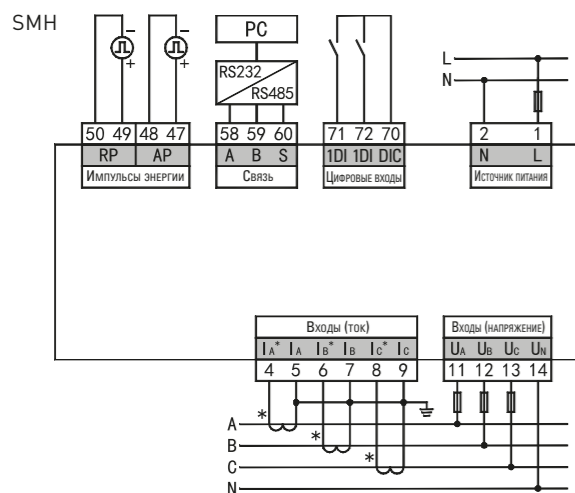 SMH
PC
RS232
RS485
L
N
− − 
+ +
50 49 48 47 58 59 60 71 72 70 2 1
RP AP A B S 1DI 1DI DIC N L
Импульсы энергии Связь Цифровые входы Источник питания
Входы (ток) Входы (напряжение)
IA* IA IB* IB IC* IC UA UB UC UN
4 5 6 7 8 9 11 12 13 14
*
A
*
B
*
C
N